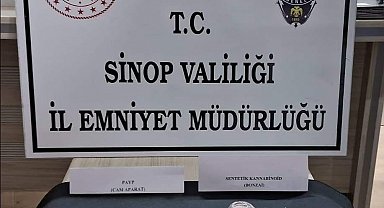 T.C.
SİNOP VALİLİĞİ
İL EMNİYET MÜDÜRLÜĞÜ
PAYP
(CAM APARAT)
SENTETİK KANNABİNOİD
(BONZAİ)